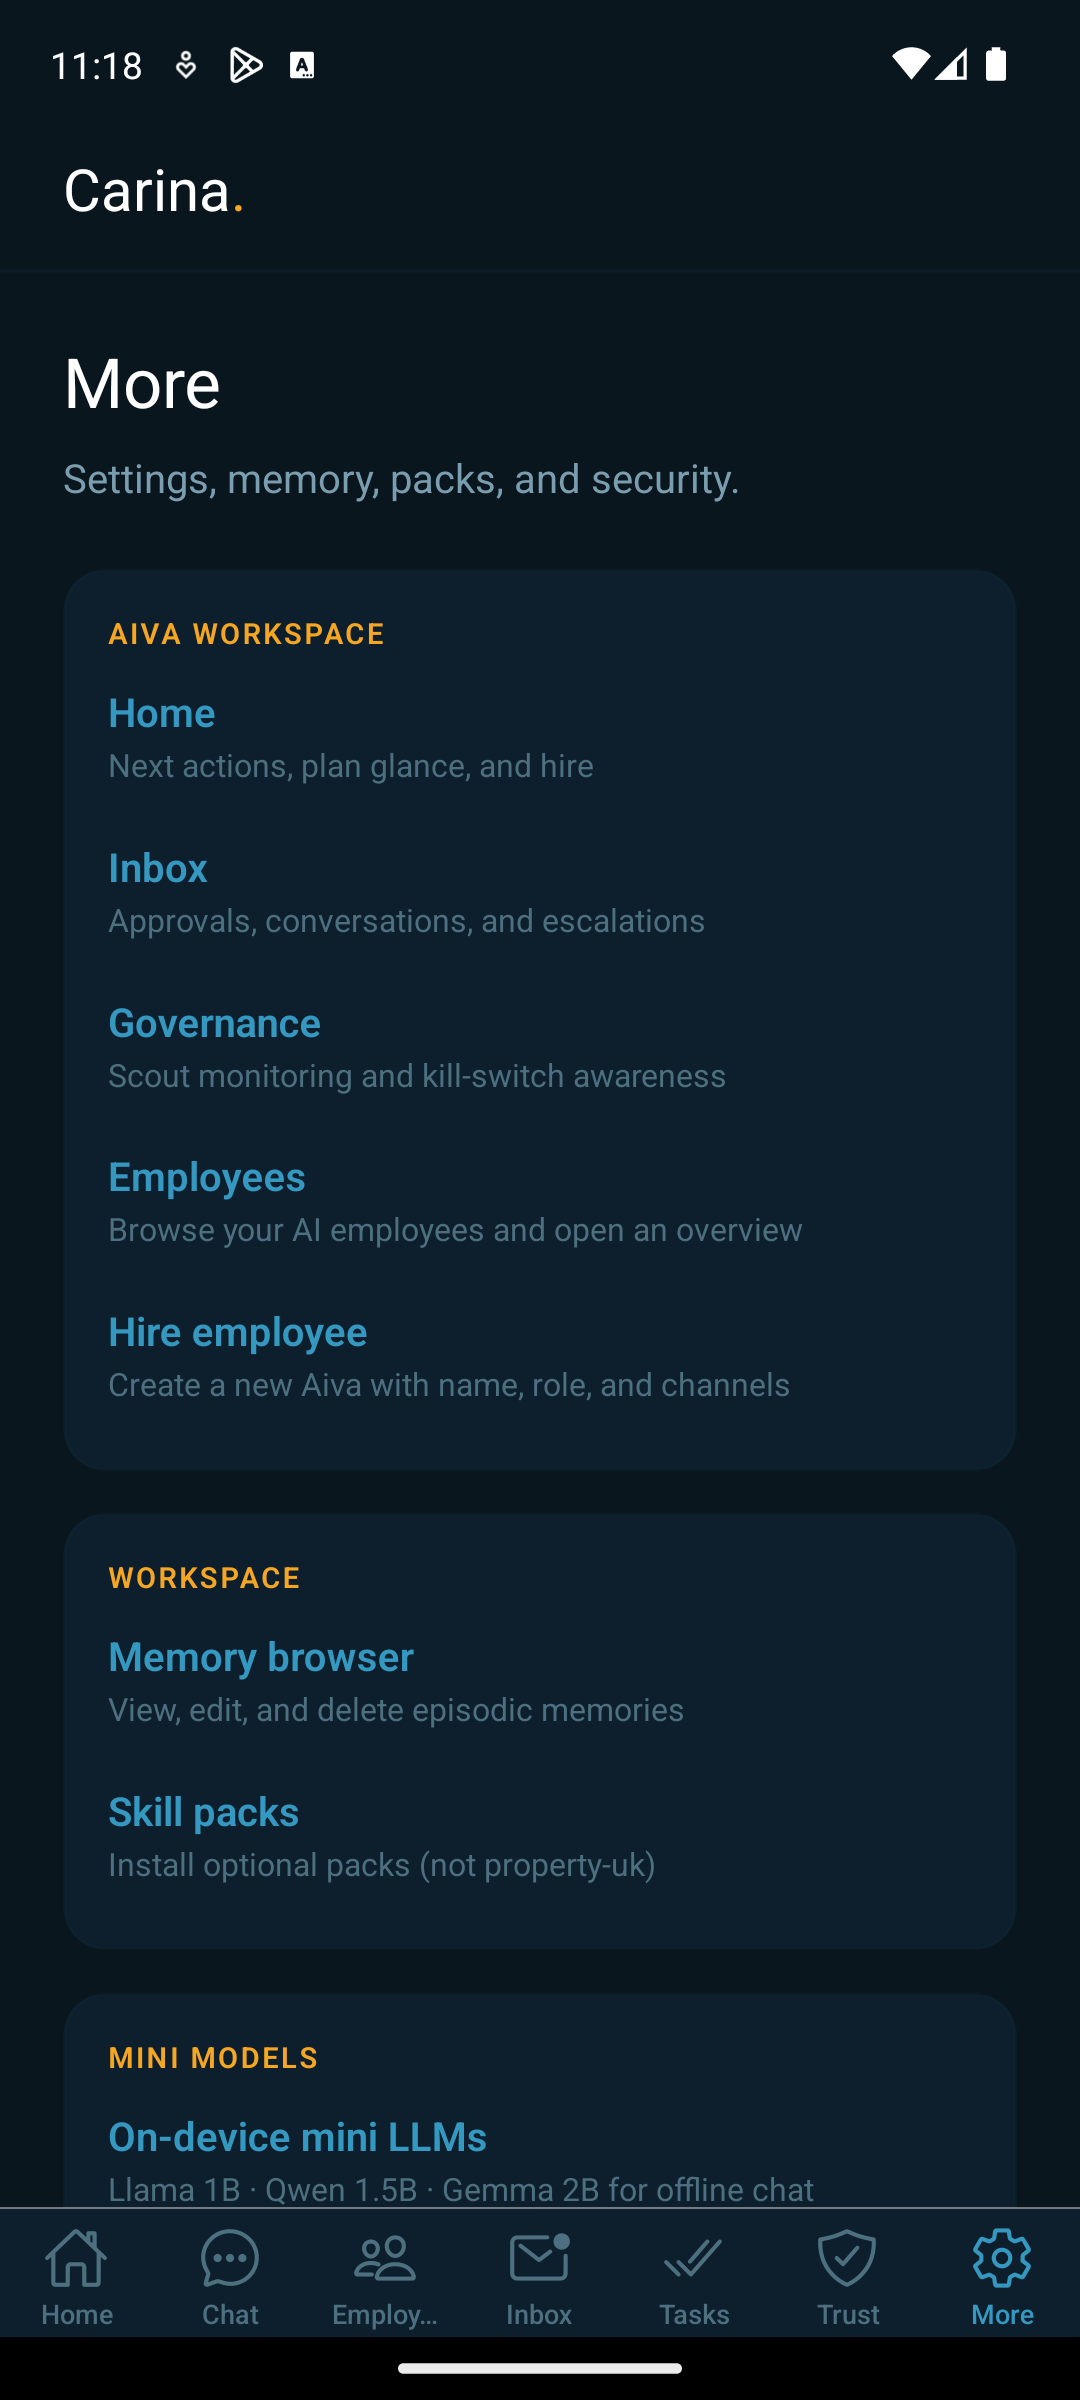 11:18
Carina.
More
Settings, memory, packs, and security.
AIVA WORKSPACE
Home
Next actions, plan glance, and hire
Inbox
Approvals, conversations, and escalations
Governance
Scout monitoring and kill-switch awareness
Employees
Browse your AI employees and open an overview
Hire employee
Create a new Aiva with name, role, and channels
WORKSPACE
Memory browser
View, edit, and delete episodic memories
Skill packs
Install optional packs (not property-uk)
MINI MODELS
On-device mini LLMs
Llama 1B · Qwen 1.5B · Gemma 2B for offline chat
Home Chat Employ... Inbox Tasks Trust More